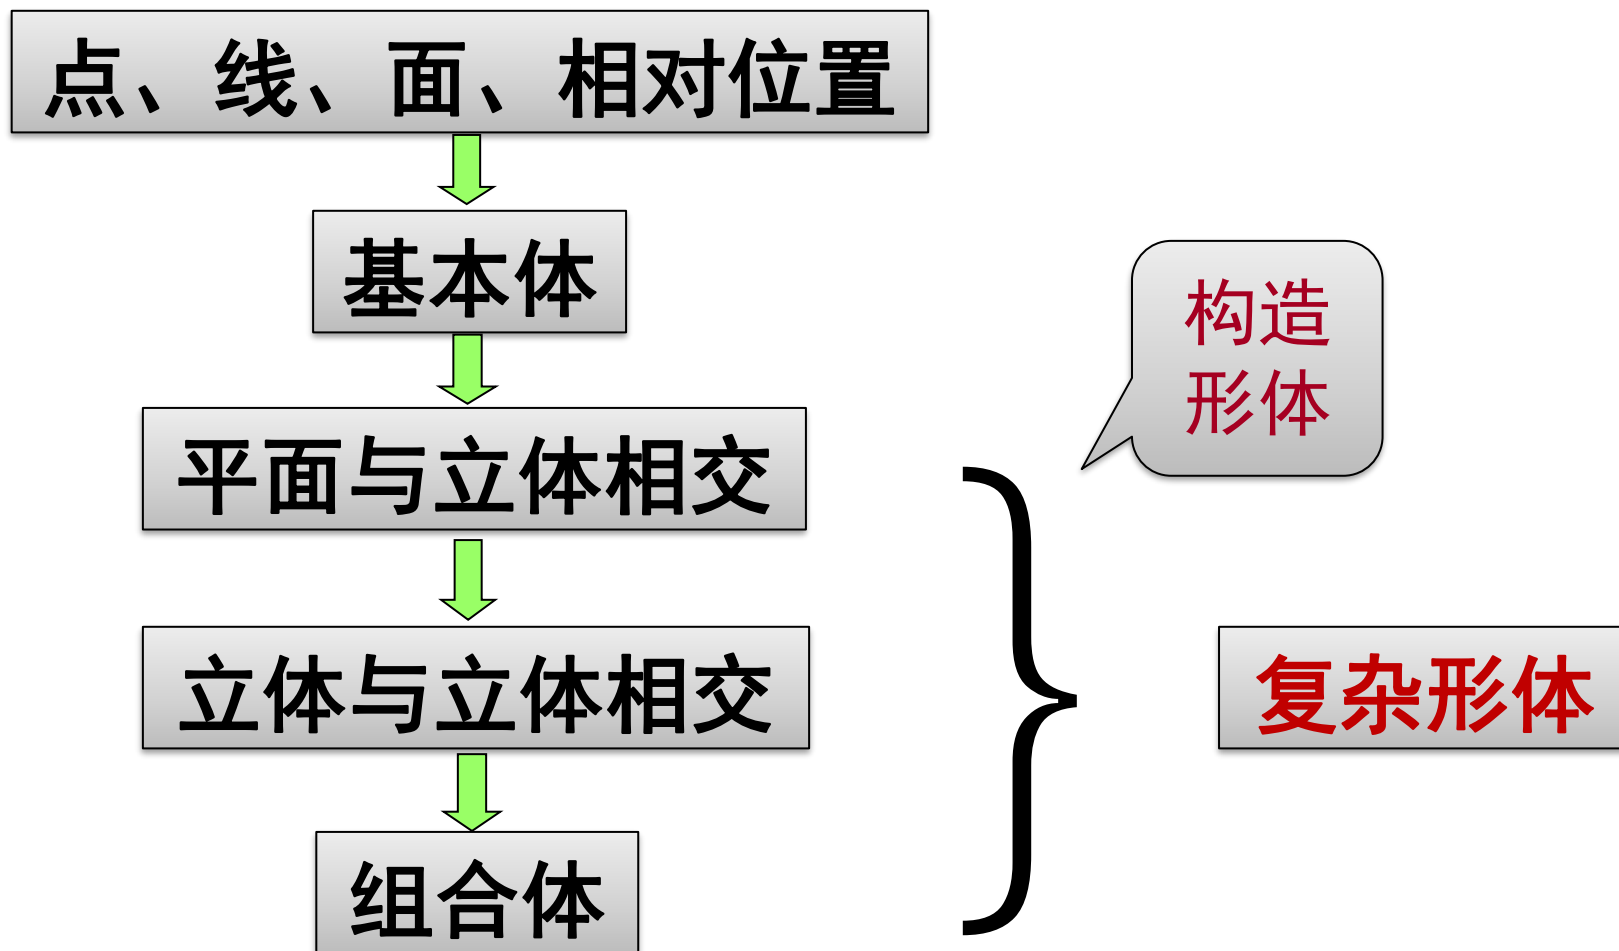 点、线、面、相对位置
基本体
构造
形体
平面与立体相交
立体与立体相交
复杂形体
组合体